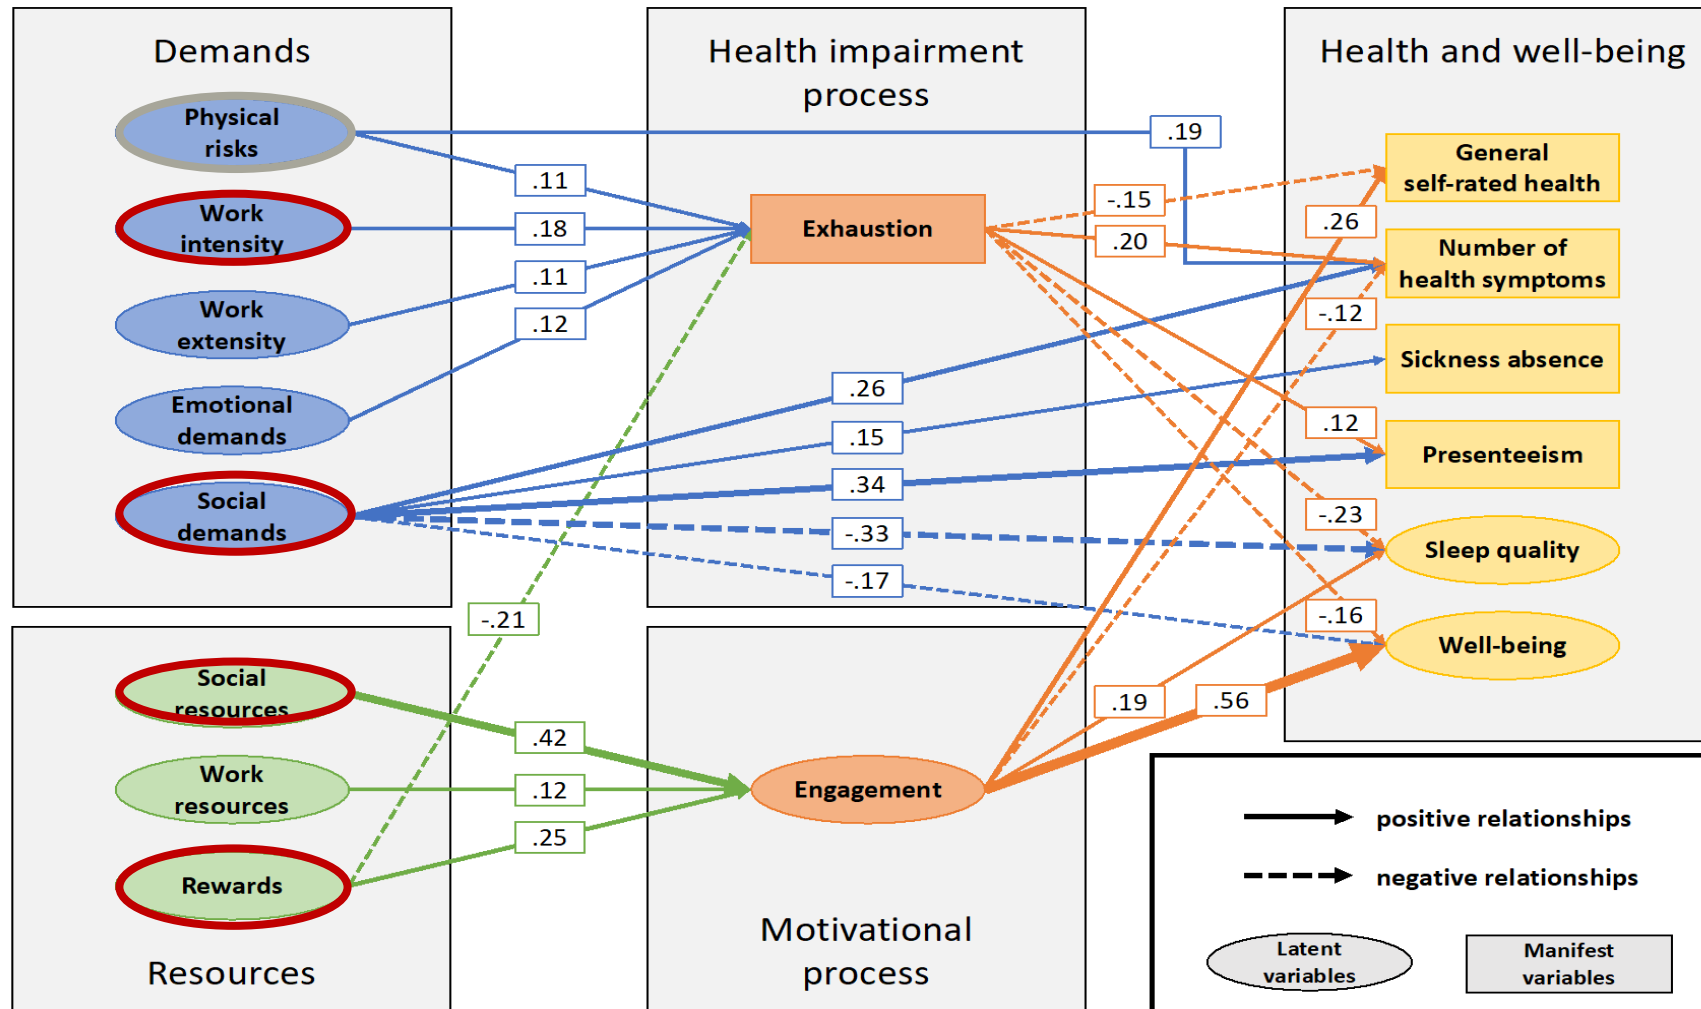 Demands
Physical
risks
Work
intensity
Work
extensity
Emotional
demands
Social
demands
Resources
Social
resources
Work
resources
Rewards
Health impairment
process
Exhaustion
Motivational
process
Engagement
Health and well-being
General
self-rated health
Number of
health symptoms
Sickness absence
Presenteeism
Sleep quality
Well-being
.11
.18
.11
.12
-.21
.42
.12
.25
.26
.15
.34
-.33
-.17
.19
-.15
.20
.26
-.12
.12
-.23
-.16
.19
.56
positive relationships
negative relationships
Latent
variables
Manifest
variables